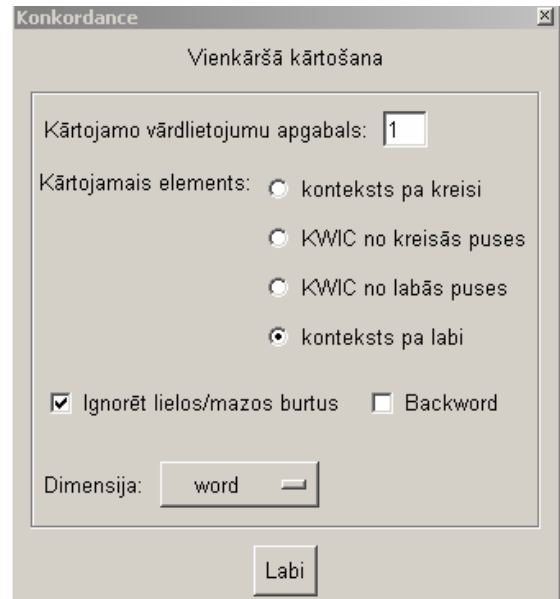 Konkordance
Vienkāršā kārtošana
Kārtojamo vārdlietojumu apgabals: 1
Kārtojamais elements: konteksts pa kreisi
KWIC no kreisās puses
KWIC no labās puses
konteksts pa labi
Ignorēt lielos/mazos burtus Backword
Dimensija: word
Labi